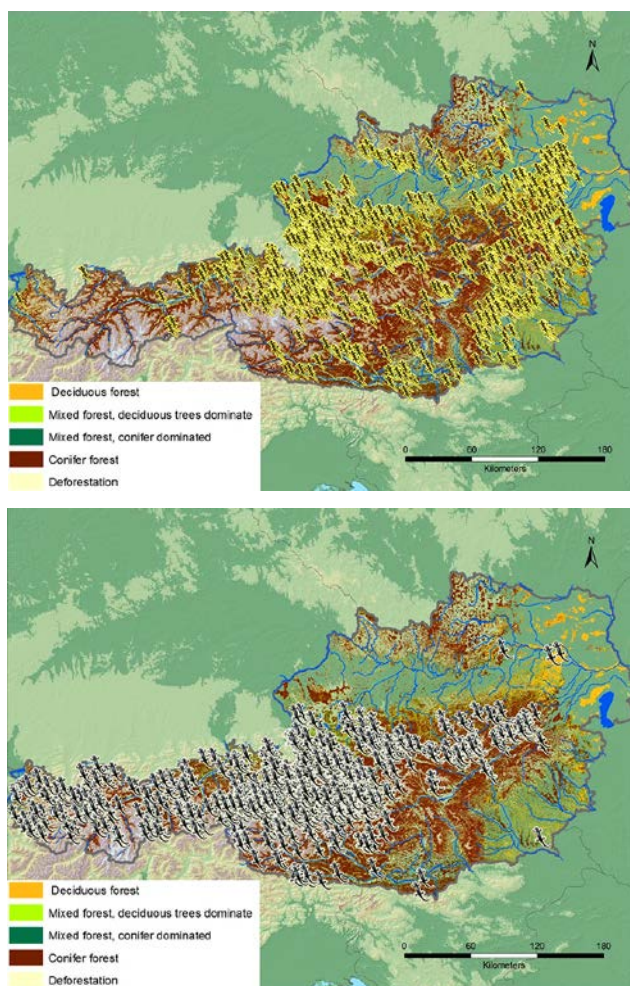 N
Deciduous forest
Mixed forest, deciduous trees dominate
Mixed forest, conifer dominated
Conifer forest
Deforestation
0 60 120 180
Kilometers
N
Deciduous forest
Mixed forest, deciduous trees dominate
Mixed forest, conifer dominated
Conifer forest
Deforestation
0 60 120 180
Kilometers